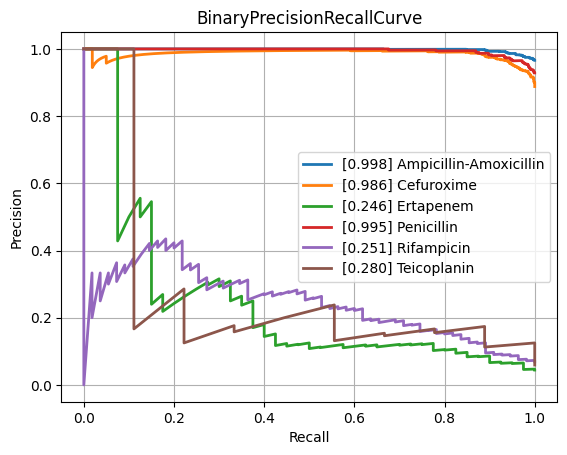 BinaryPrecisionRecallCurve
Precision
1.0
0.8
0.6
0.4
0.2
0.0
[0.998] Ampicillin-Amoxicillin
[0.986] Cefuroxime
[0.246] Ertapenem
[0.995] Penicillin
[0.251] Rifampicin
[0.280] Teicoplanin
0.0 0.2 0.4 0.6 0.8 1.0
Recall